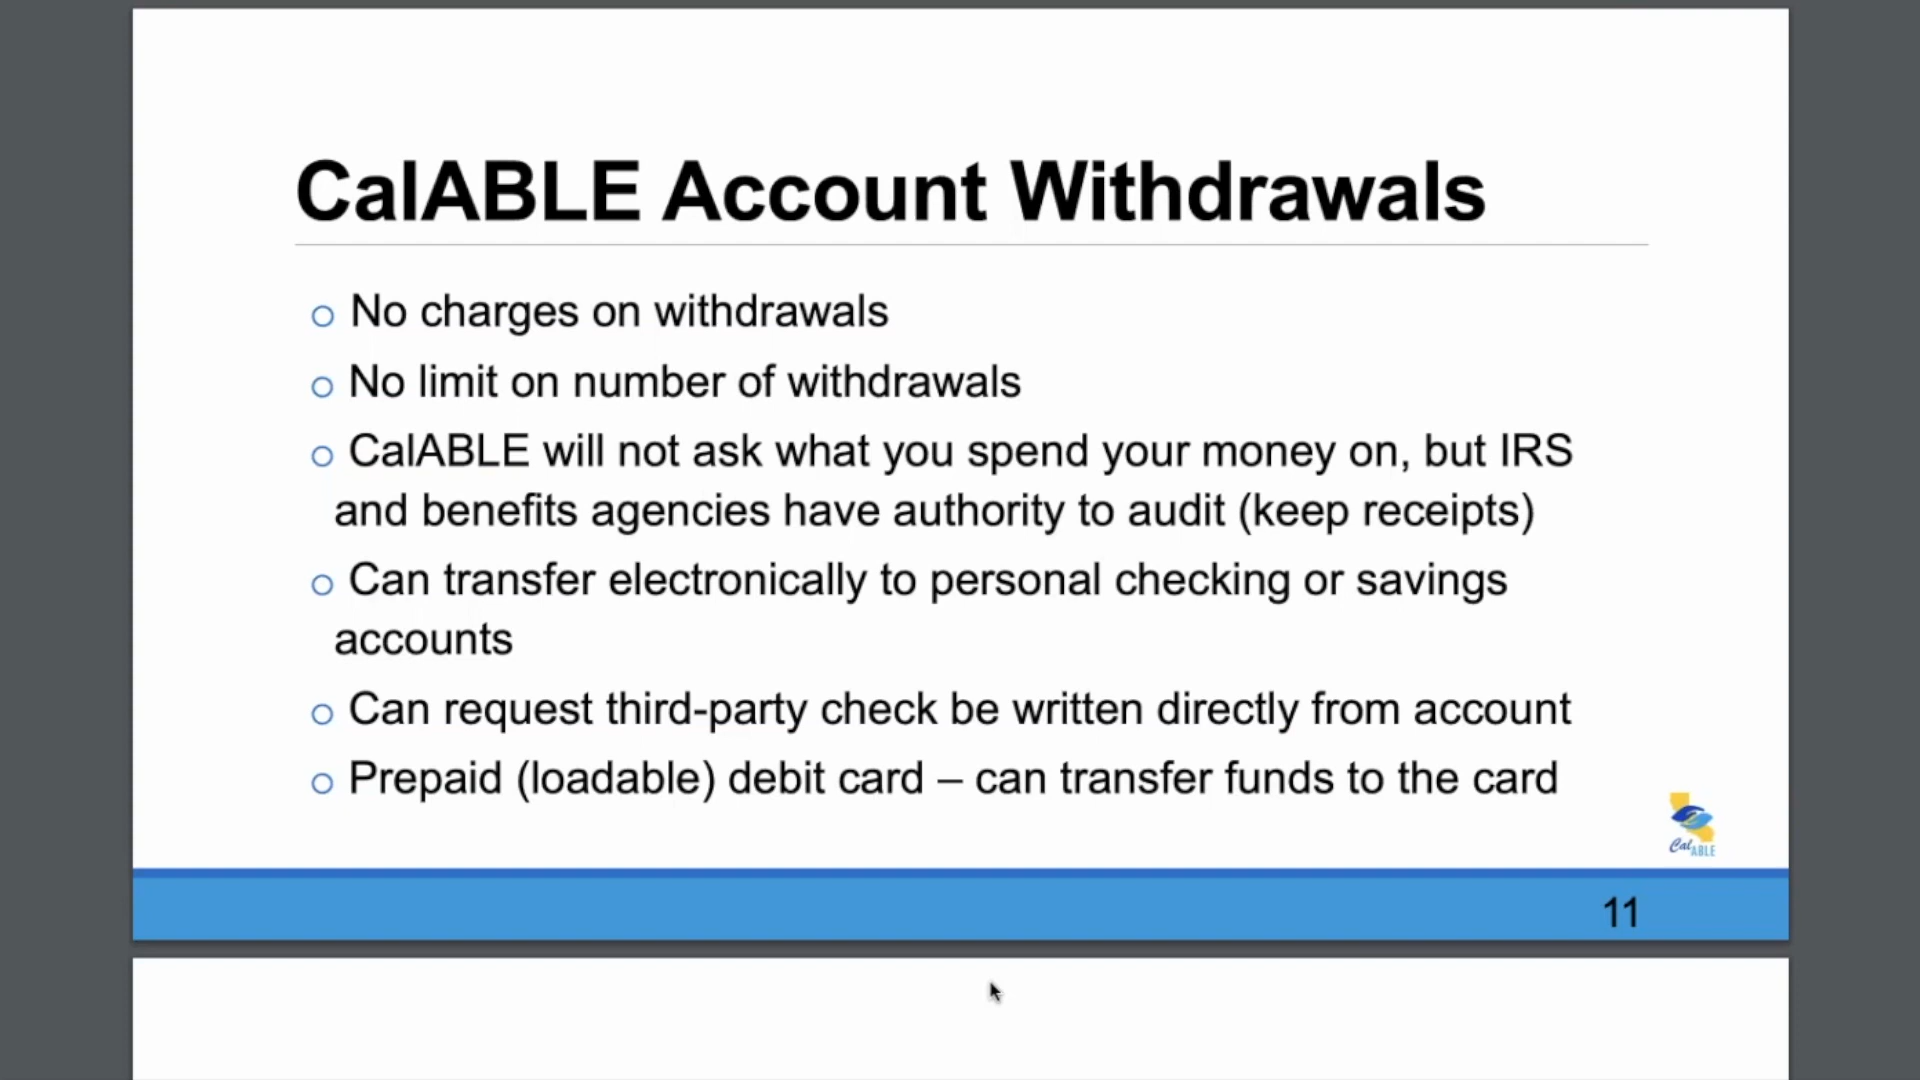 CalABLE Account Withdrawals
o No charges on withdrawals
o No limit on number of withdrawals
o CalABLE will not ask what you spend your money on, but IRS
and benefits agencies have authority to audit (keep receipts)
o Can transfer electronically to personal checking or savings
accounts
o Can request third-party check be written directly from account
o Prepaid (loadable) debit card – can transfer funds to the card
Cal ABLE
11